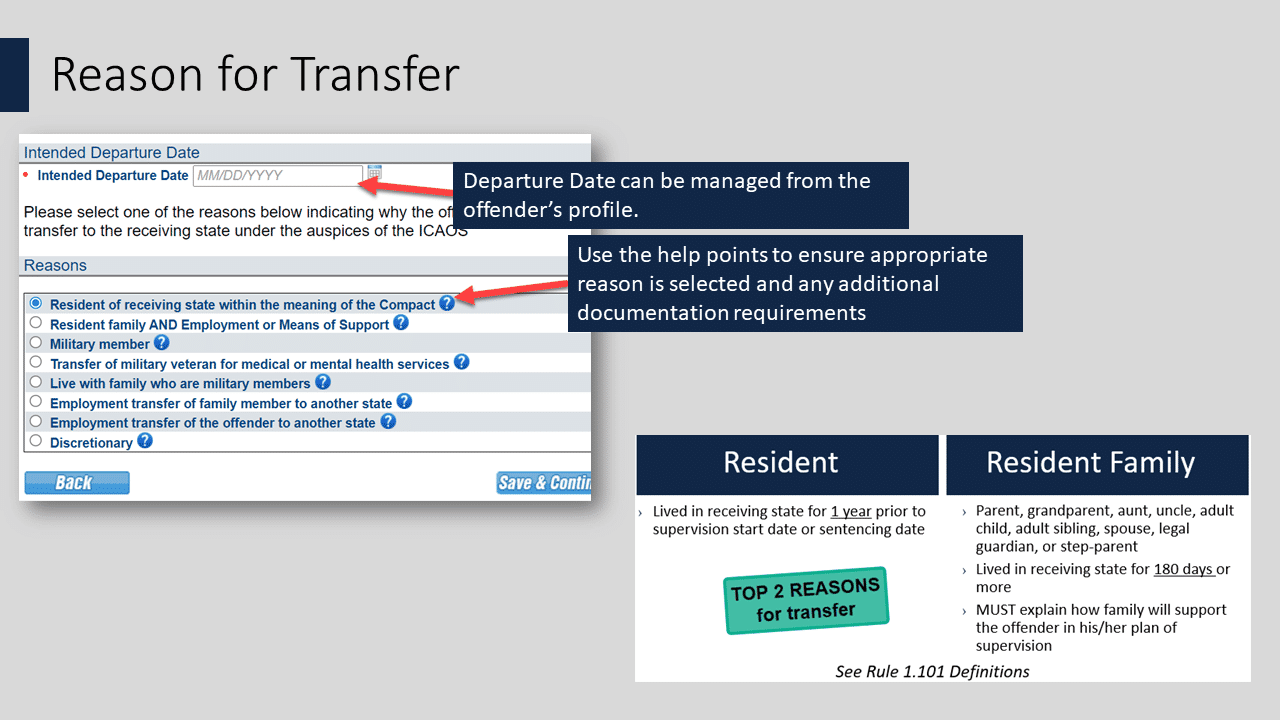 Reason for Transfer
Intended Departure Date
• Intended Departure Date MM/DD/YYYY
Departure Date can be managed from the
offender's profile.
Please select one of the reasons below indicating why the
transfer to the receiving state under the auspices of the ICAOS
Use the help points to ensure appropriate
reason is selected and any additional
documentation requirements
Reasons
Resident of receiving state within the meaning of the Compact ?
Resident family AND Employment or Means of Support ?
Military member ?
Transfer of military veteran for medical or mental health services ?
Live with family who are military members ?
Employment transfer of family member to another state ?
Employment transfer of the offender to another state ?
Discretionary ?
Back
Save & Contin
Resident
› Lived in receiving state for 1 year prior to
supervision start date or sentencing date
TOP 2 REASONS
for transfer
Resident Family
› Parent, grandparent, aunt, uncle, adult
child, adult sibling, spouse, legal
guardian, or step-parent
› Lived in receiving state for 180 days or
more
› MUST explain how family will support
the offender in his/her plan of
supervision
See Rule 1.101 Definitions